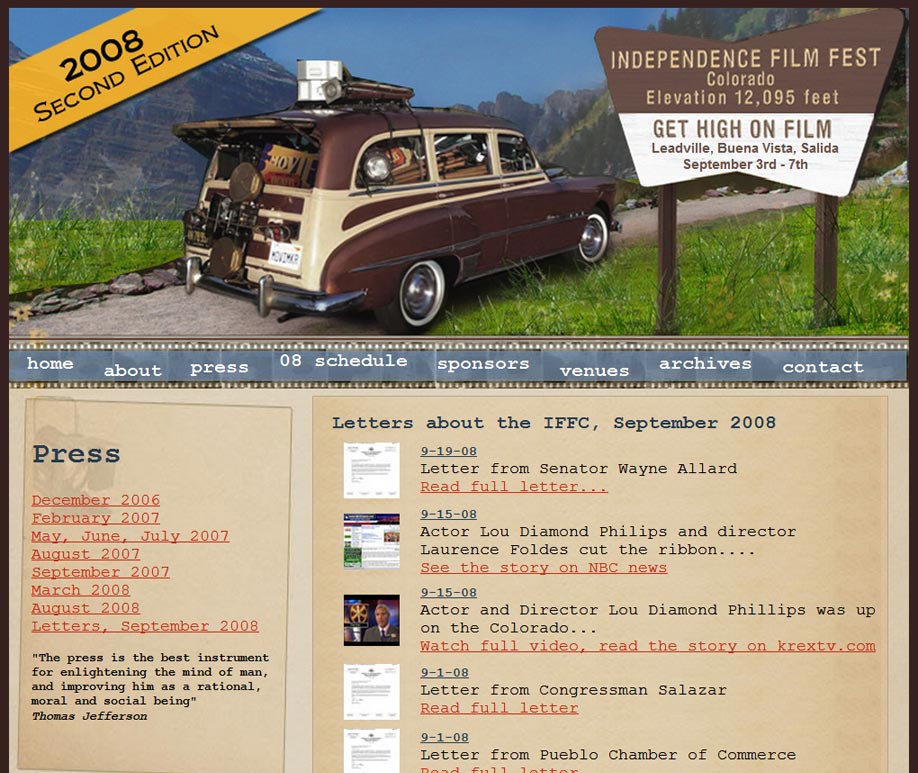 2008
SECOND EDITION
INDEPENDENCE FILM FEST
Colorado
Elevation 12,095 feet
GET HIGH ON FILM
Leadville, Buena Vista, Salida
September 3rd - 7th
MOVIMKR
home about press 08 schedule sponsors venues archives contact
Press
December 2006
February 2007
May, June, July 2007
August 2007
September 2007
March 2008
August 2008
Letters, September 2008
"The press is the best instrument
for enlightening the mind of man,
and improving him as a rational,
moral and social being"
Thomas Jefferson
Letters about the IFFC, September 2008
9-19-08
Letter from Senator Wayne Allard
Read full letter...
9-15-08
Actor Lou Diamond Philips and director
Laurence Foldes cut the ribbon....
See the story on NBC news
9-15-08
Actor and Director Lou Diamond Phillips was up
on the Colorado...
Watch full video, read the story on krextv.com
9-1-08
Letter from Congressman Salazar
Read full letter
9-1-08
Letter from Pueblo Chamber of Commerce
Read full letter